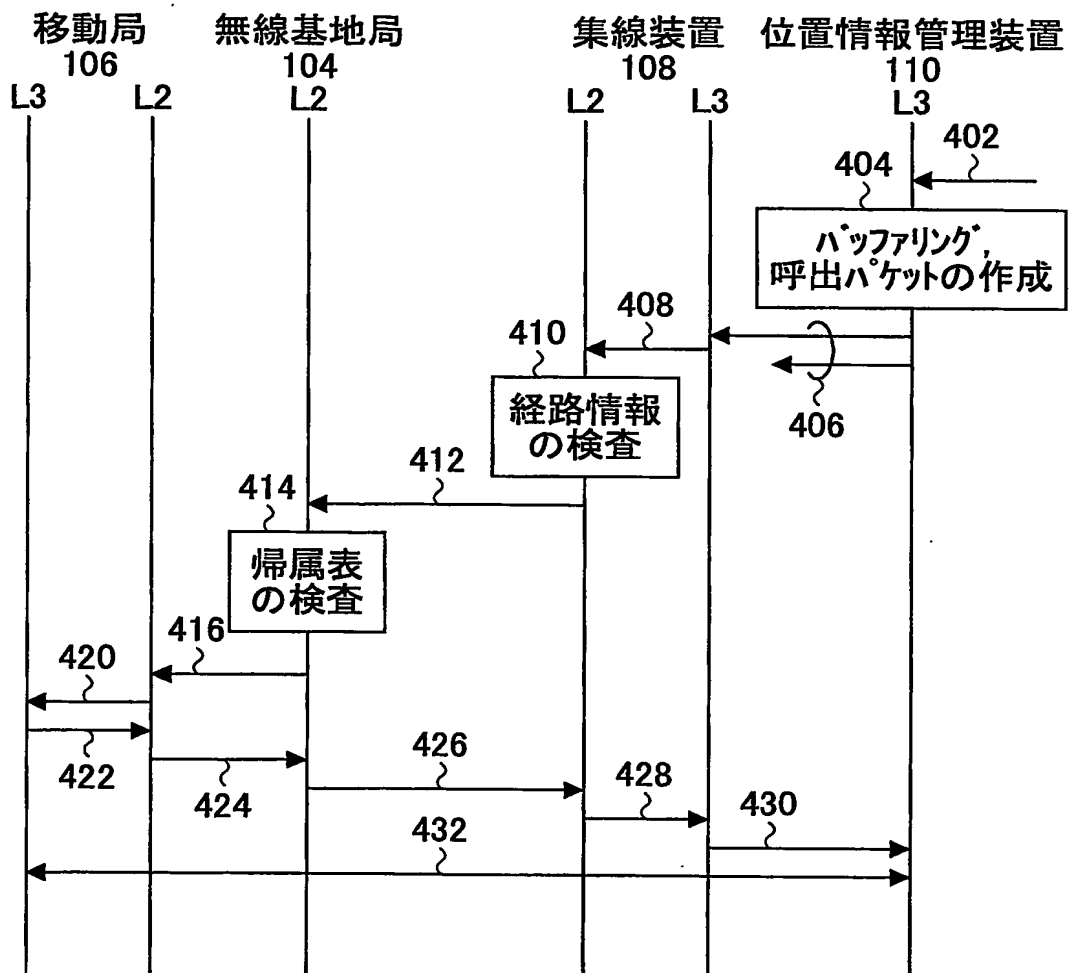 移動局
106
無線基地局
104
集線装置
108
位置情報管理装置
110
L3
L2
L2
L2
L3
L3
402
404
バッファリング,
呼出パケットの作成
408
406
410
経路情報
の検査
412
414
帰属表
の検査
416
420
422
424
426
428
430
432